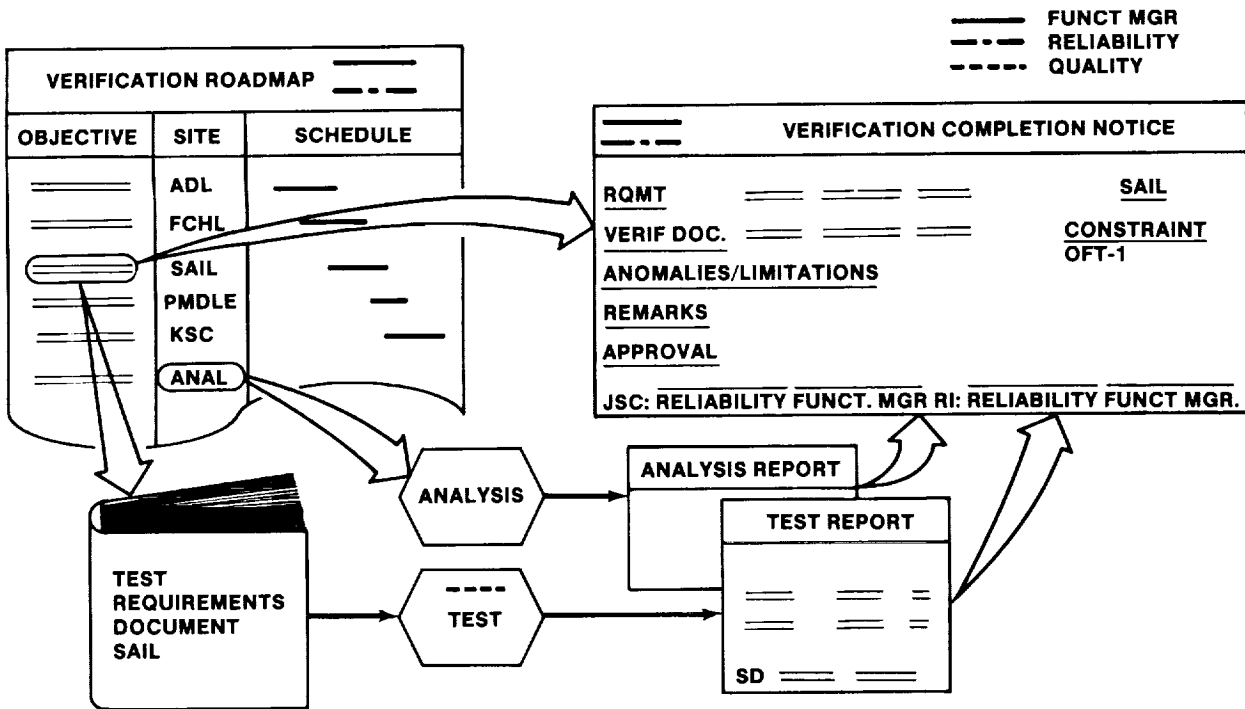 FUNCT MGR
RELIABILITY
QUALITY
VERIFICATION ROADMAP
OBJECTIVE SITE SCHEDULE
ADL
FCHL
SAIL
PMDLE
KSC
ANAL
VERIFICATION COMPLETION NOTICE
RQMT SAIL
VERIF DOC. CONSTRAINT
OFT-1
ANOMALIES/LIMITATIONS
REMARKS
APPROVAL
JSC: RELIABILITY FUNCT. MGR RI: RELIABILITY FUNCT MGR.
ANALYSIS
ANALYSIS REPORT
TEST REPORT
SD
TEST
REQUIREMENTS
DOCUMENT
SAIL
TEST